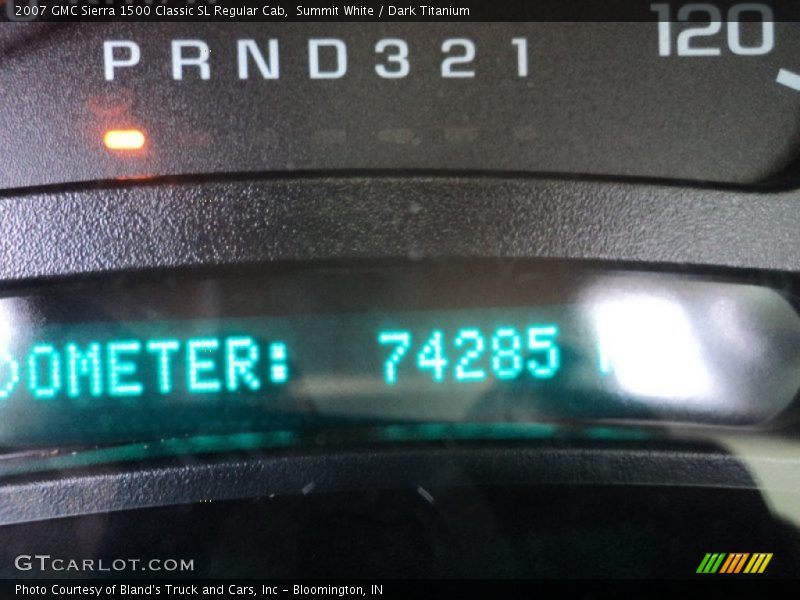 2007 GMC Sierra 1500 Classic SL Regular Cab,  Summit White / Dark Titanium
P R N D 3 2 1
120
OMETER: 74285
GTCARLOT.COM
Photo Courtesy of Bland's Truck and Cars, Inc – Bloomington, IN